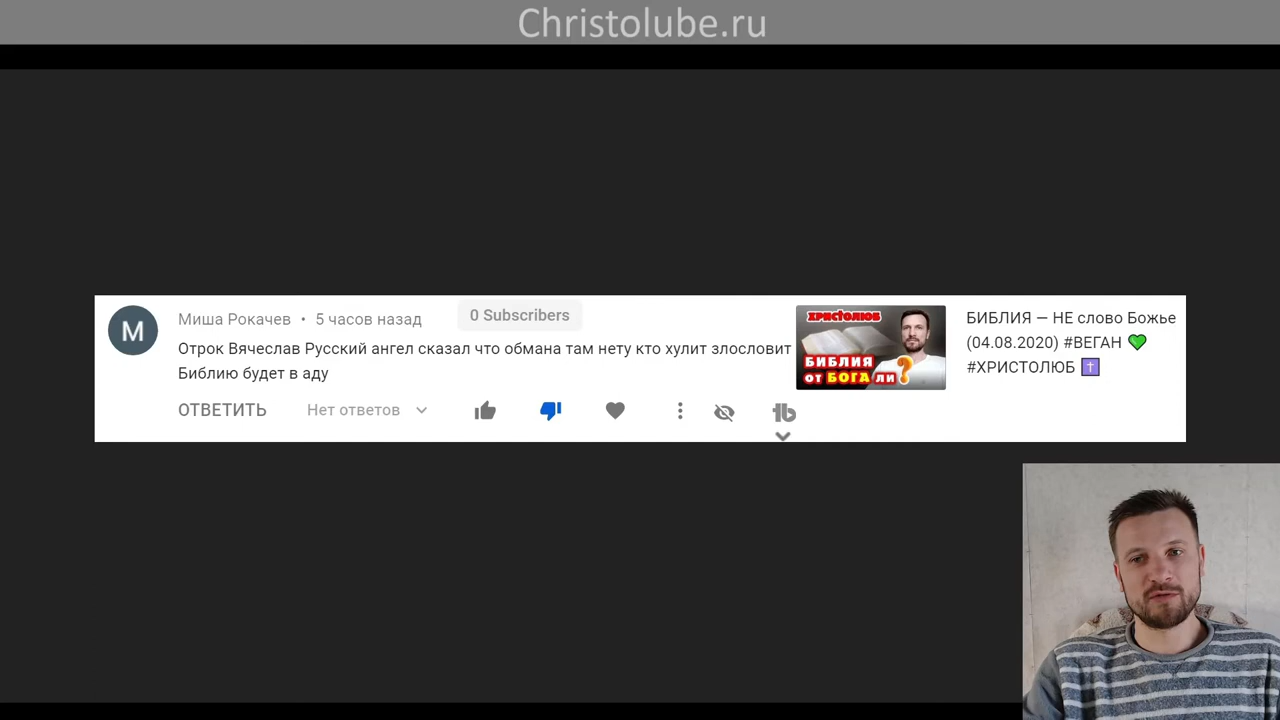 Christolube.ru
М
Миша Рокачев • 5 часов назад
0 Subscribers
Отрок Вячеслав Русский ангел сказал что обмана там нету кто хулит злословит
Библию будет в аду
ОТВЕТИТЬ
Нет ответов
ХРИСТОЛЮБ
БИБЛИЯ
от БОГА ли ?
БИБЛИЯ — НЕ слово Божье
(04.08.2020) #ВЕГАН 💚
#ХРИСТОЛЮБ ✝️